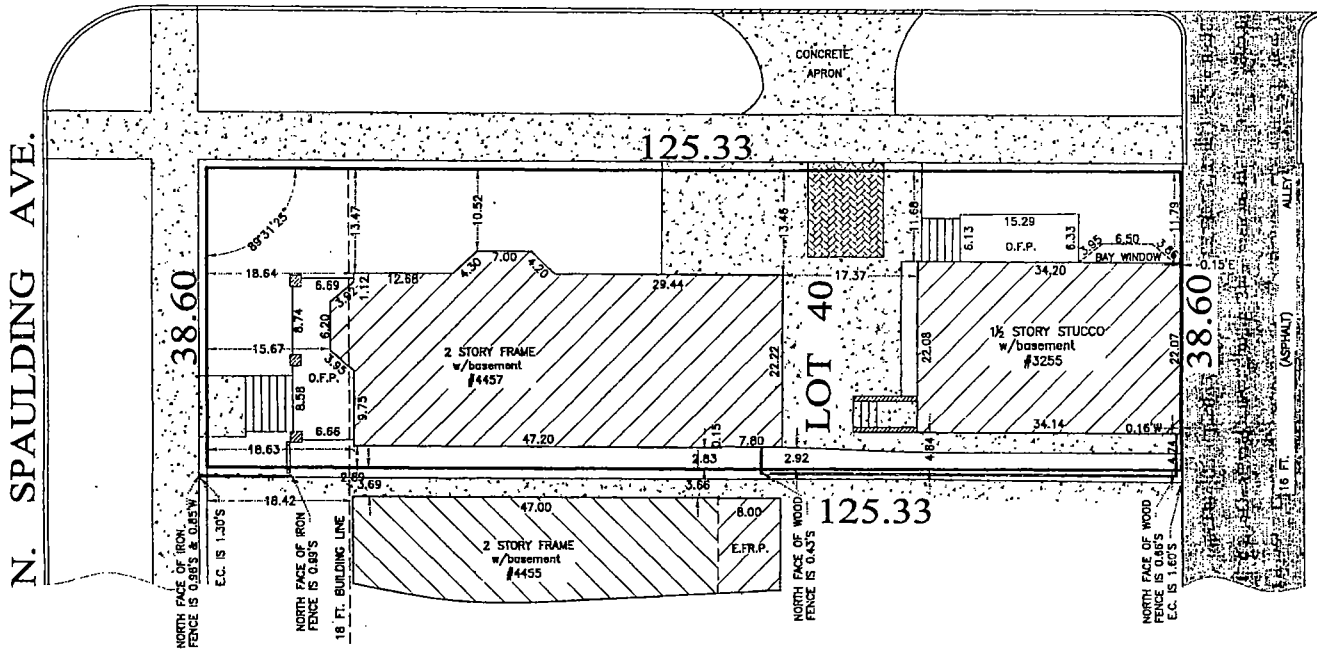 N. SPAULDING AVE.
CONCRETE
APRON
125.33
89°31'25"
13.47
10.52
13.46
11.68
11.79
38.60
18.64
6.69
3.92
1.12
12.68
4.30
7.00
4.20
29.44
17.37
15.29
6.13
O.F.P.
6.33
3.95
6.50
BAY WINDOW
34.20
0.15'E
38.60
8.74
6.20
15.67
3.95
O.F.P.
8.58
9.75
6.66
18.63
2 STORY FRAME
w/basement
#4457
22.22
LOT 40
22.08
1½ STORY STUCCO
w/basement
#3255
22.07
34.14
0.16'W
47.20
0.15
7.80
2.83
2.92
4.84
4.74
2.69
3.69
3.66
18.42
47.00
8.00
2 STORY FRAME
w/basement
#4455
E.FR.P.
125.33
NORTH FACE OF IRON
FENCE IS 0.98'S & 0.85'W
E.C. IS 1.30'S
NORTH FACE OF IRON
FENCE IS 0.99'S
18 FT. BUILDING LINE
NORTH FACE OF WOOD
FENCE IS 0.43'S
NORTH FACE OF WOOD
FENCE IS 0.86'S
E.C. IS 1.60'S
16 FT. (ASPHALT) ALLEY